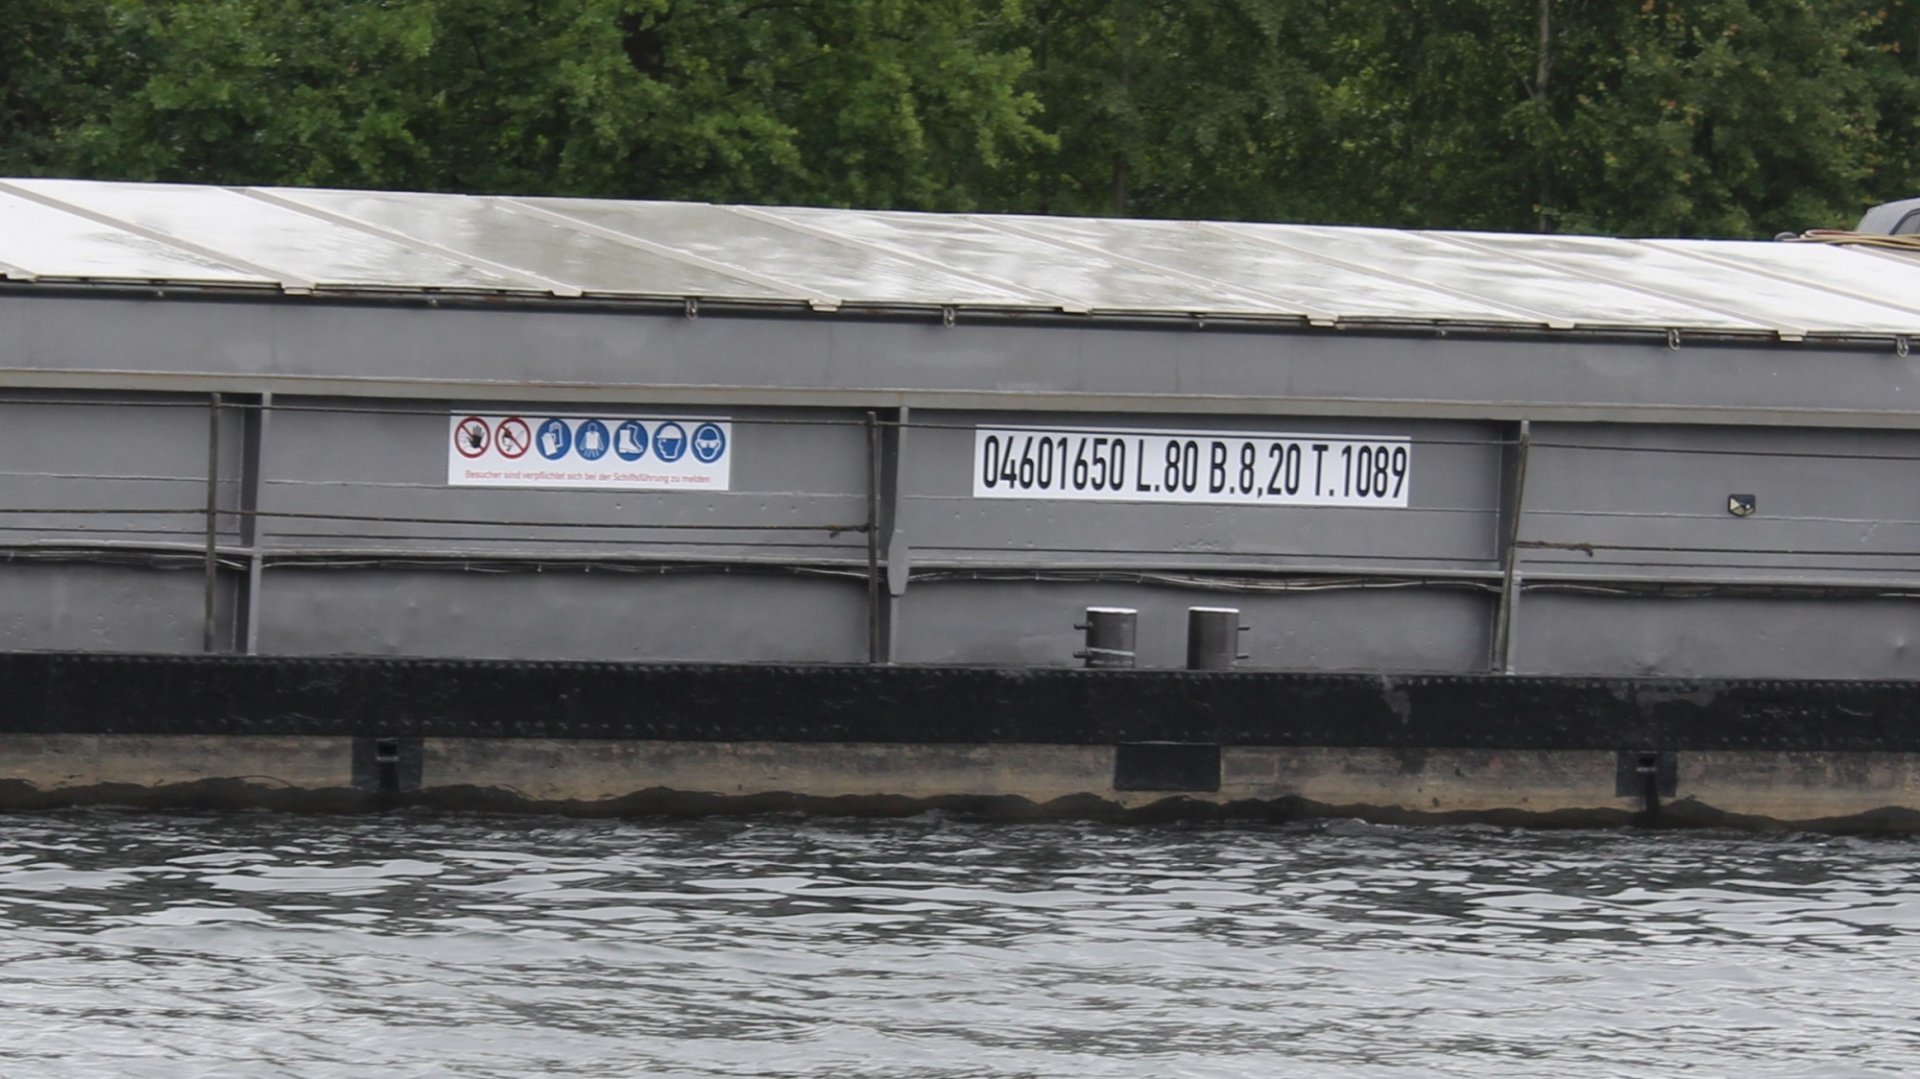 Besucher sind verpflichtet sich bei der Schiffsführung zu melden
04601650 L.80 B.8,20 T.1089